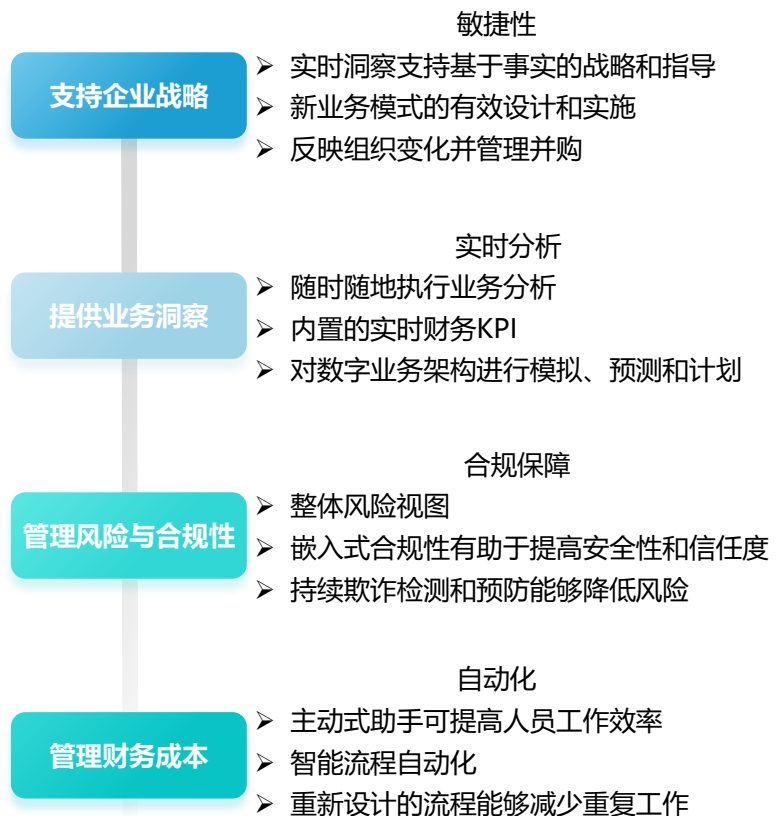 敏捷性
支持企业战略
实时洞察支持基于事实的战略和指导
新业务模式的有效设计和实施
反映组织变化并管理并购
实时分析
提供业务洞察
随时随地执行业务分析
内置的实时财务KPI
对数字业务架构进行模拟、预测和计划
合规保障
管理风险与合规性
整体风险视图
嵌入式合规性有助于提高安全性和信任度
持续欺诈检测和预防能够降低风险
自动化
管理财务成本
主动式助手可提高人员工作效率
智能流程自动化
重新设计的流程能够减少重复工作